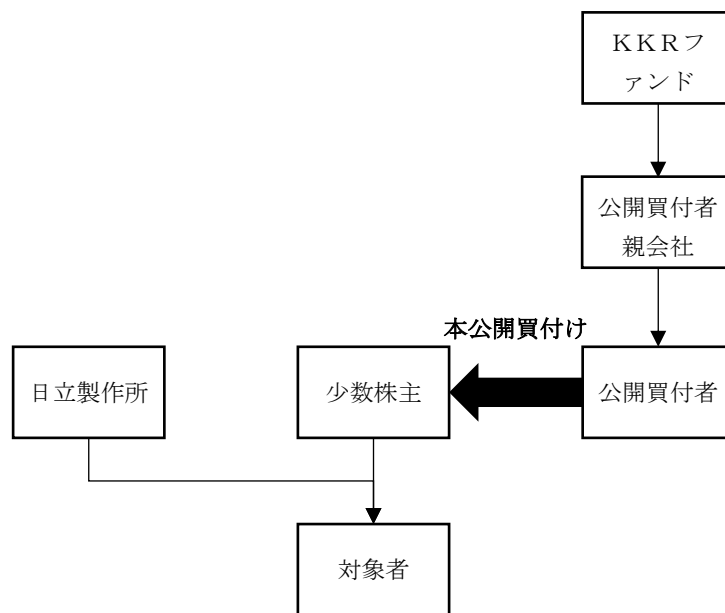 ＫＫＲフ
ァンド
公開買付者
親会社
本公開買付け
日立製作所
少数株主
公開買付者
対象者